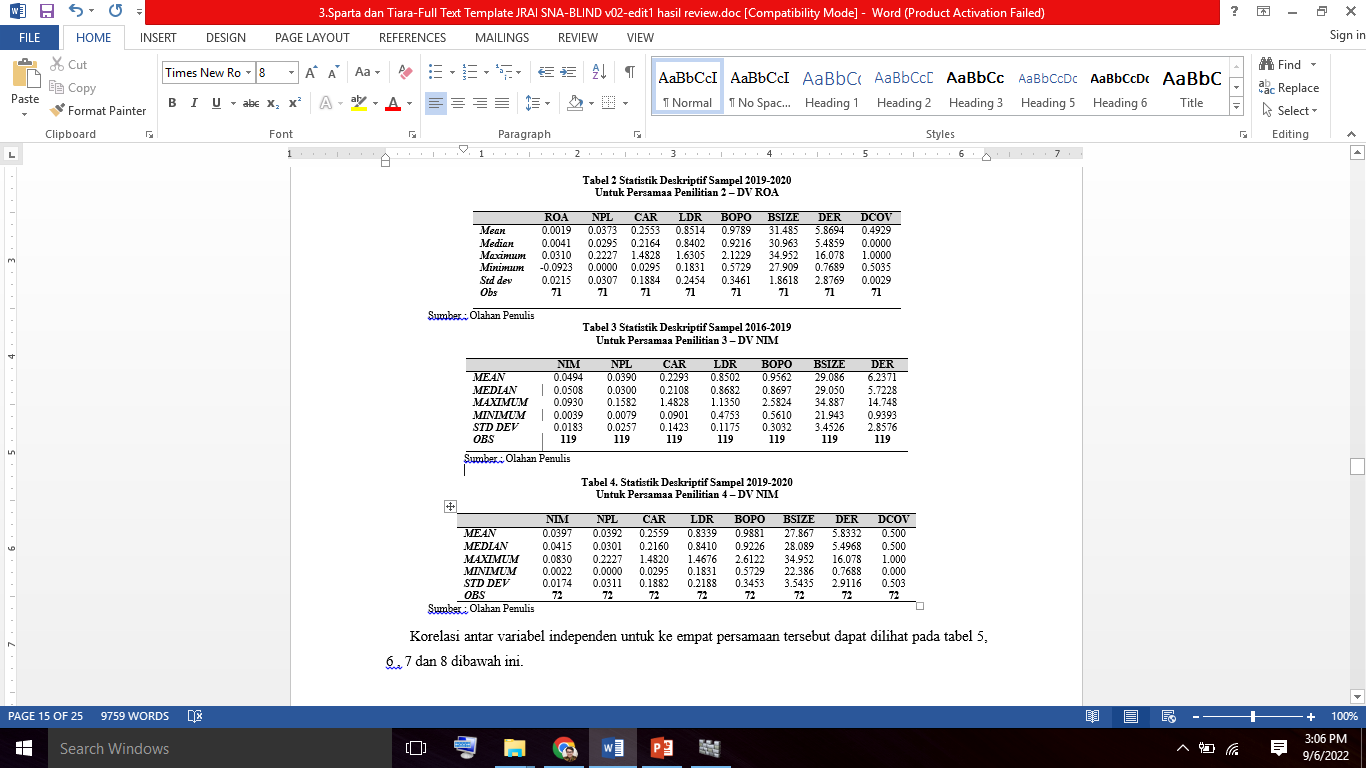 3.Sparta dan Tiara-Full Text Template JRAI SNA-BLIND v02-edit1 hasil review.doc [Compatibility Mode] - Word (Product Activation Failed)
FILE HOME INSERT DESIGN PAGE LAYOUT REFERENCES MAILINGS REVIEW VIEW Sign in
Paste
Cut
Copy
Format Painter
Clipboard
Times New Ro 8
Font
Paragraph
AaBbCcI AaBbCcI AaBbC AaBbCcD AaBbCc AaBbCcDc AaBbCcDc AaBbC
¶ Normal ¶ No Spac... Heading 1 Heading 2 Heading 3 Heading 5 Heading 6 Title
Styles
Find
Replace
Select
Editing
1 1 2 3 4 5 6 7
Tabel 2 Statistik Deskriptif Sampel 2019-2020
Untuk Persamaa Penilitian 2 – DV ROA
ROA NPL CAR LDR BOPO BSIZE DER DCOV
Mean 0.0019 0.0373 0.2553 0.8514 0.9789 31.485 5.8694 0.4929
Median 0.0041 0.0295 0.2164 0.8402 0.9216 30.963 5.4859 0.0000
Maximum 0.0310 0.2227 1.4828 1.6305 2.1229 34.952 16.078 1.0000
Minimum -0.0923 0.0000 0.0295 0.1831 0.5729 27.909 0.7689 0.5035
Std dev 0.0215 0.0307 0.1884 0.2454 0.3461 1.8618 2.8769 0.0029
Obs 71 71 71 71 71 71 71 71
Sumber : Olahan Penulis
Tabel 3 Statistik Deskriptif Sampel 2016-2019
Untuk Persamaa Penilitian 3 – DV NIM
NIM NPL CAR LDR BOPO BSIZE DER
MEAN 0.0494 0.0390 0.2293 0.8502 0.9562 29.086 6.2371
MEDIAN 0.0508 0.0300 0.2108 0.8682 0.8697 29.050 5.7228
MAXIMUM 0.0930 0.1582 1.4828 1.1350 2.5824 34.887 14.748
MINIMUM 0.0039 0.0079 0.0901 0.4753 0.5610 21.943 0.9393
STD DEV 0.0183 0.0257 0.1423 0.1175 0.3032 3.4526 2.8576
OBS 119 119 119 119 119 119 119
Sumber : Olahan Penulis
Tabel 4. Statistik Deskriptif Sampel 2019-2020
Untuk Persamaa Penilitian 4 – DV NIM
NIM NPL CAR LDR BOPO BSIZE DER DCOV
MEAN 0.0397 0.0392 0.2559 0.8339 0.9881 27.867 5.8332 0.500
MEDIAN 0.0415 0.0301 0.2160 0.8410 0.9226 28.089 5.4968 0.500
MAXIMUM 0.0830 0.2227 1.4820 1.4676 2.6122 34.952 16.078 1.000
MINIMUM 0.0022 0.0000 0.0295 0.1831 0.5729 22.386 0.7688 0.000
STD DEV 0.0174 0.0311 0.1882 0.2188 0.3453 3.5435 2.9116 0.503
OBS 72 72 72 72 72 72 72 72
Sumber : Olahan Penulis
Korelasi antar variabel independen untuk ke empat persamaan tersebut dapat dilihat pada tabel 5,
6 , 7 dan 8 dibawah ini.
PAGE 15 OF 25 9759 WORDS 100%
Search Windows
3:06 PM
9/6/2022